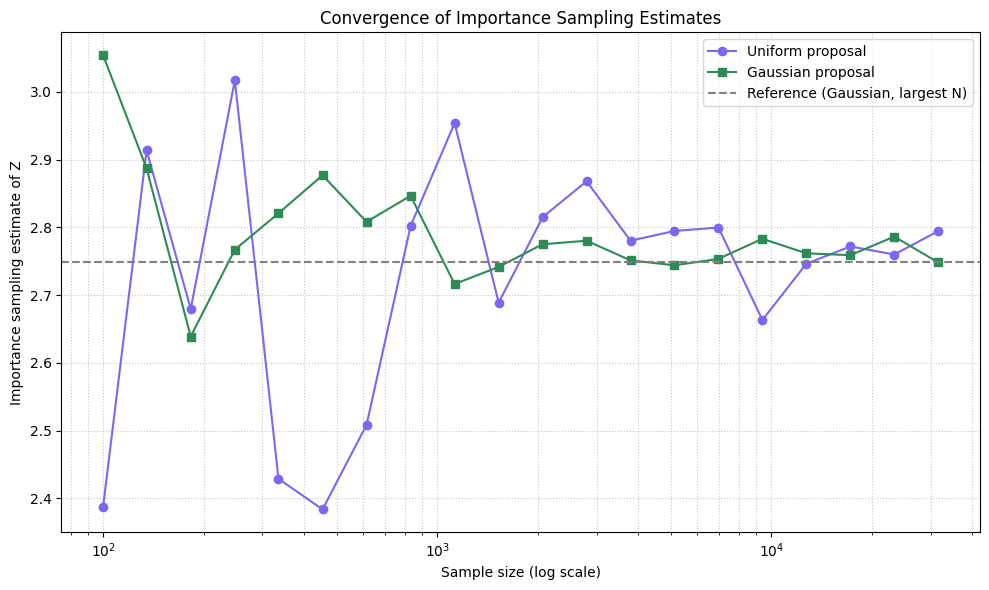 Convergence of Importance Sampling Estimates
Uniform proposal
Gaussian proposal
Reference (Gaussian, largest N)
Importance sampling estimate of Z
3.0
2.9
2.8
2.7
2.6
2.5
2.4
10²
10³
10⁴
Sample size (log scale)